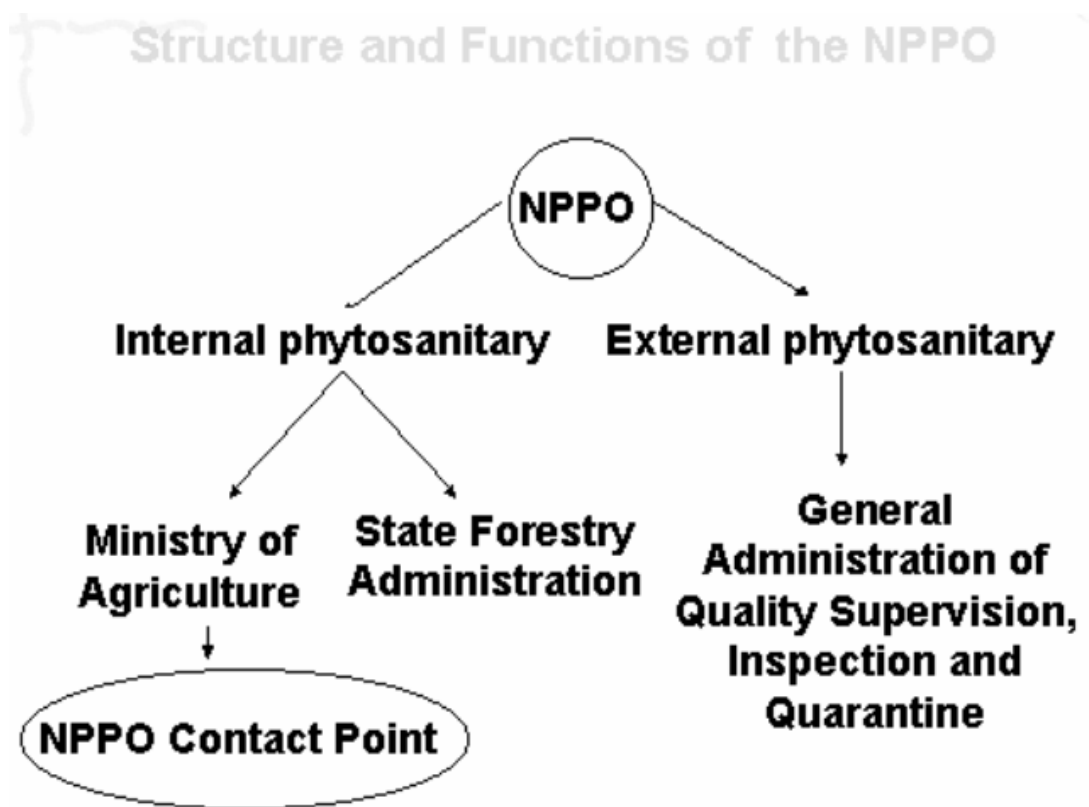 Structure and Functions of the NPPO
NPPO
Internal phytosanitary
External phytosanitary
Ministry of
Agriculture
State Forestry
Administration
General
Administration of
Quality Supervision,
Inspection and
Quarantine
NPPO Contact Point